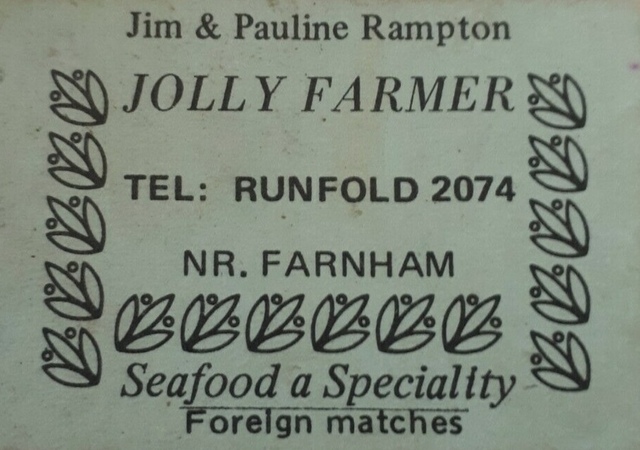 Jim & Pauline Rampton
JOLLY FARMER
TEL: RUNFOLD 2074
NR. FARNHAM
Seafood a Speciality
Foreign matches